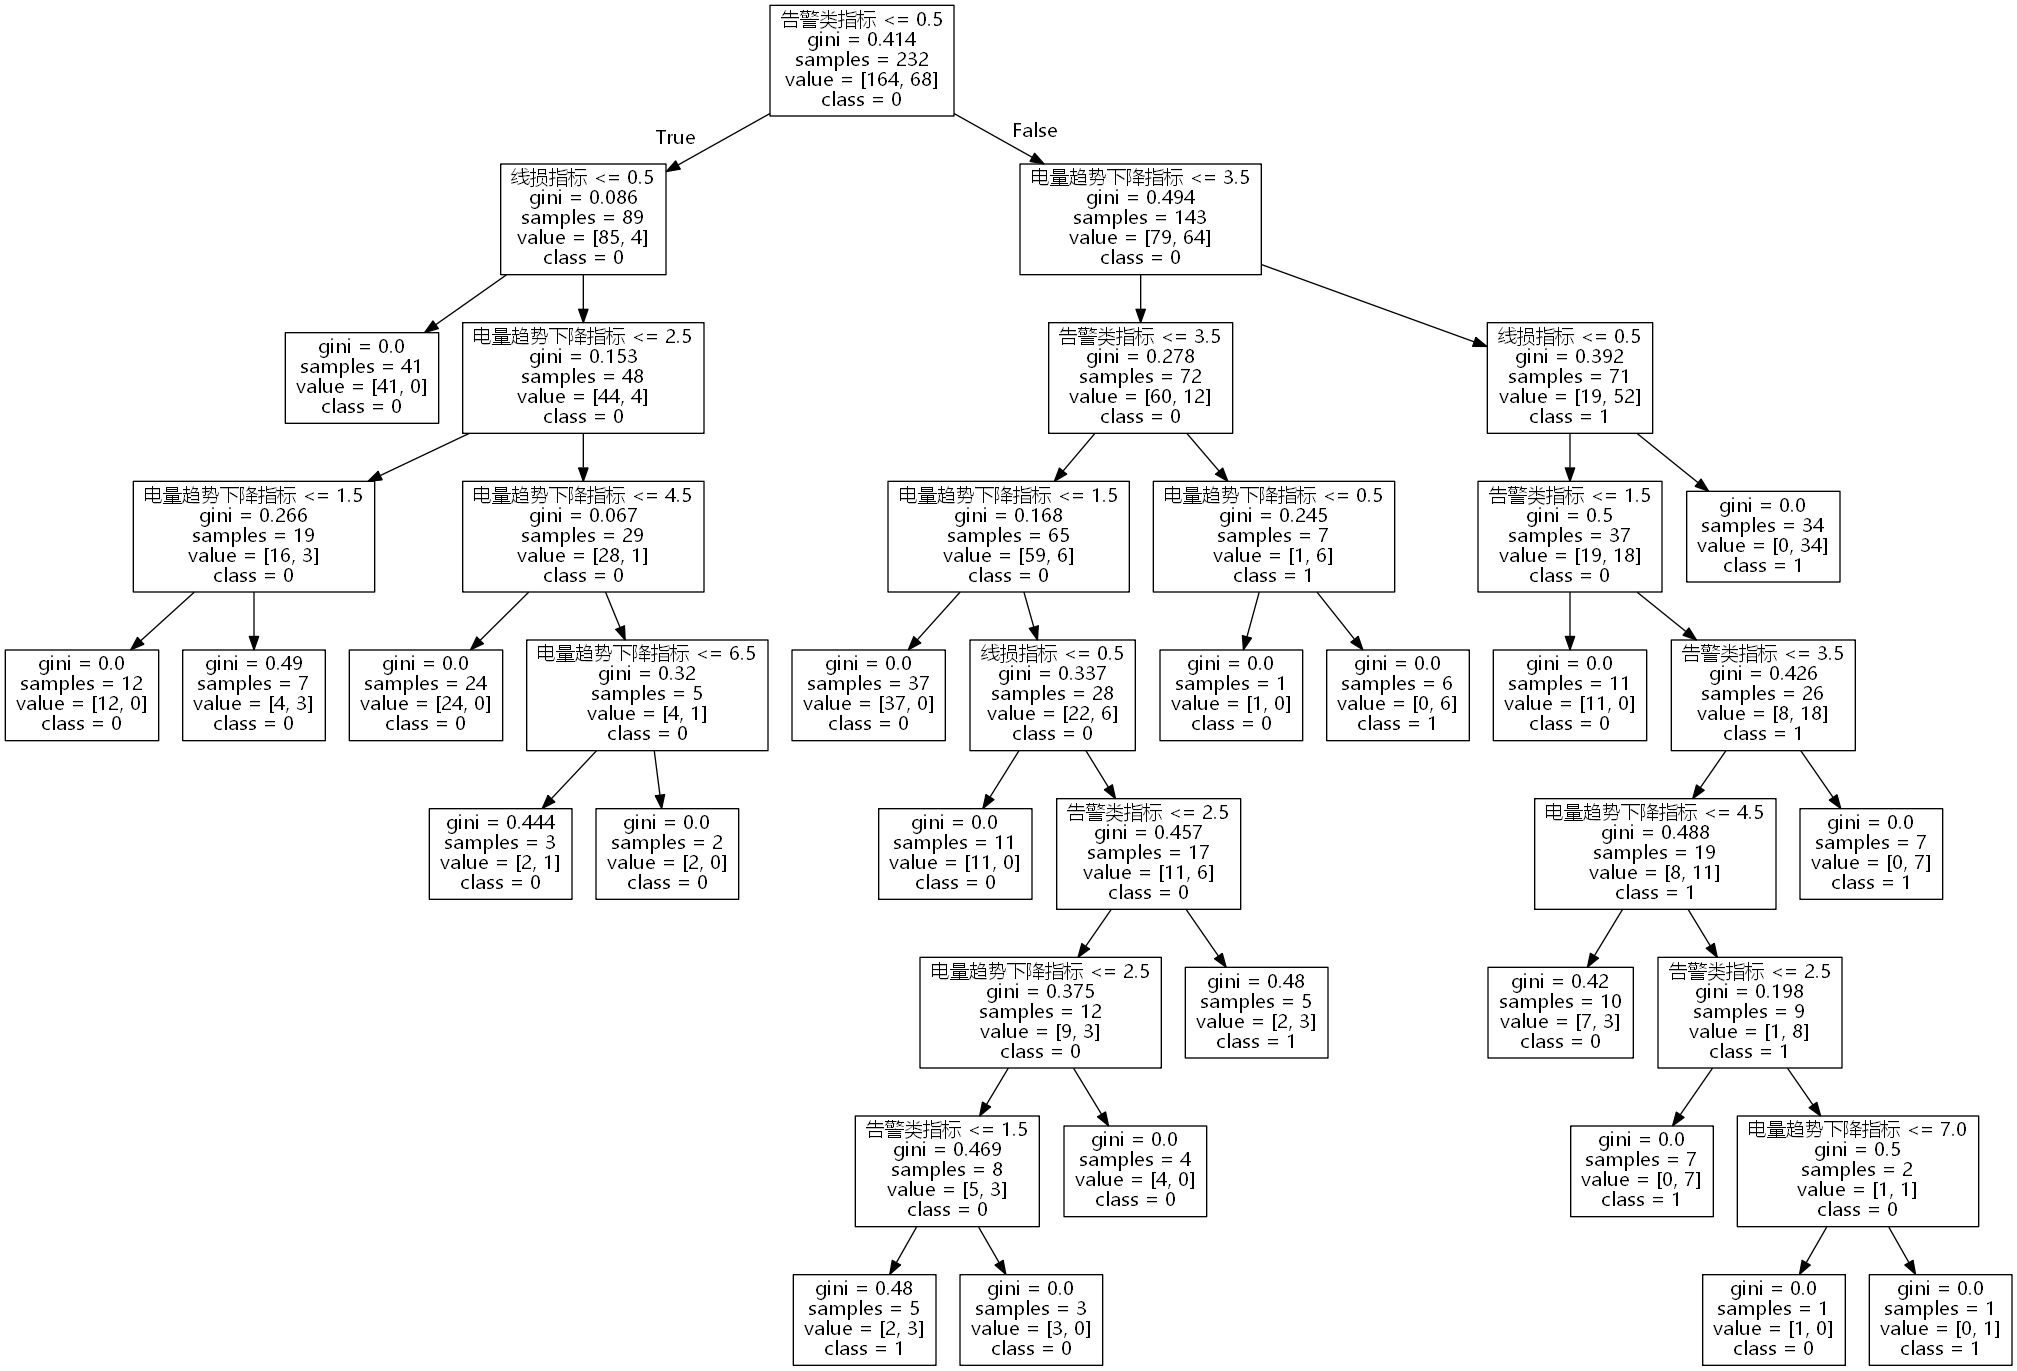 告警类指标 <= 0.5
gini = 0.414
samples = 232
value = [164, 68]
class = 0
True
False
线损指标 <= 0.5
gini = 0.086
samples = 89
value = [85, 4]
class = 0
电量趋势下降指标 <= 3.5
gini = 0.494
samples = 143
value = [79, 64]
class = 0
gini = 0.0
samples = 41
value = [41, 0]
class = 0
电量趋势下降指标 <= 2.5
gini = 0.153
samples = 48
value = [44, 4]
class = 0
告警类指标 <= 3.5
gini = 0.278
samples = 72
value = [60, 12]
class = 0
线损指标 <= 0.5
gini = 0.392
samples = 71
value = [19, 52]
class = 1
电量趋势下降指标 <= 1.5
gini = 0.266
samples = 19
value = [16, 3]
class = 0
电量趋势下降指标 <= 4.5
gini = 0.067
samples = 29
value = [28, 1]
class = 0
电量趋势下降指标 <= 1.5
gini = 0.168
samples = 65
value = [59, 6]
class = 0
电量趋势下降指标 <= 0.5
gini = 0.245
samples = 7
value = [1, 6]
class = 1
告警类指标 <= 1.5
gini = 0.5
samples = 37
value = [19, 18]
class = 0
gini = 0.0
samples = 34
value = [0, 34]
class = 1
gini = 0.0
samples = 12
value = [12, 0]
class = 0
gini = 0.49
samples = 7
value = [4, 3]
class = 0
gini = 0.0
samples = 24
value = [24, 0]
class = 0
电量趋势下降指标 <= 6.5
gini = 0.32
samples = 5
value = [4, 1]
class = 0
gini = 0.0
samples = 37
value = [37, 0]
class = 0
线损指标 <= 0.5
gini = 0.337
samples = 28
value = [22, 6]
class = 0
gini = 0.0
samples = 1
value = [1, 0]
class = 0
gini = 0.0
samples = 6
value = [0, 6]
class = 1
gini = 0.0
samples = 11
value = [11, 0]
class = 0
告警类指标 <= 3.5
gini = 0.426
samples = 26
value = [8, 18]
class = 1
gini = 0.444
samples = 3
value = [2, 1]
class = 0
gini = 0.0
samples = 2
value = [2, 0]
class = 0
gini = 0.0
samples = 11
value = [11, 0]
class = 0
告警类指标 <= 2.5
gini = 0.457
samples = 17
value = [11, 6]
class = 0
电量趋势下降指标 <= 4.5
gini = 0.488
samples = 19
value = [8, 11]
class = 1
gini = 0.0
samples = 7
value = [0, 7]
class = 1
电量趋势下降指标 <= 2.5
gini = 0.375
samples = 12
value = [9, 3]
class = 0
gini = 0.48
samples = 5
value = [2, 3]
class = 1
gini = 0.42
samples = 10
value = [7, 3]
class = 0
告警类指标 <= 2.5
gini = 0.198
samples = 9
value = [1, 8]
class = 1
告警类指标 <= 1.5
gini = 0.469
samples = 8
value = [5, 3]
class = 0
gini = 0.0
samples = 4
value = [4, 0]
class = 0
gini = 0.0
samples = 7
value = [0, 7]
class = 1
电量趋势下降指标 <= 7.0
gini = 0.5
samples = 2
value = [1, 1]
class = 0
gini = 0.48
samples = 5
value = [2, 3]
class = 1
gini = 0.0
samples = 3
value = [3, 0]
class = 0
gini = 0.0
samples = 1
value = [1, 0]
class = 0
gini = 0.0
samples = 1
value = [0, 1]
class = 1